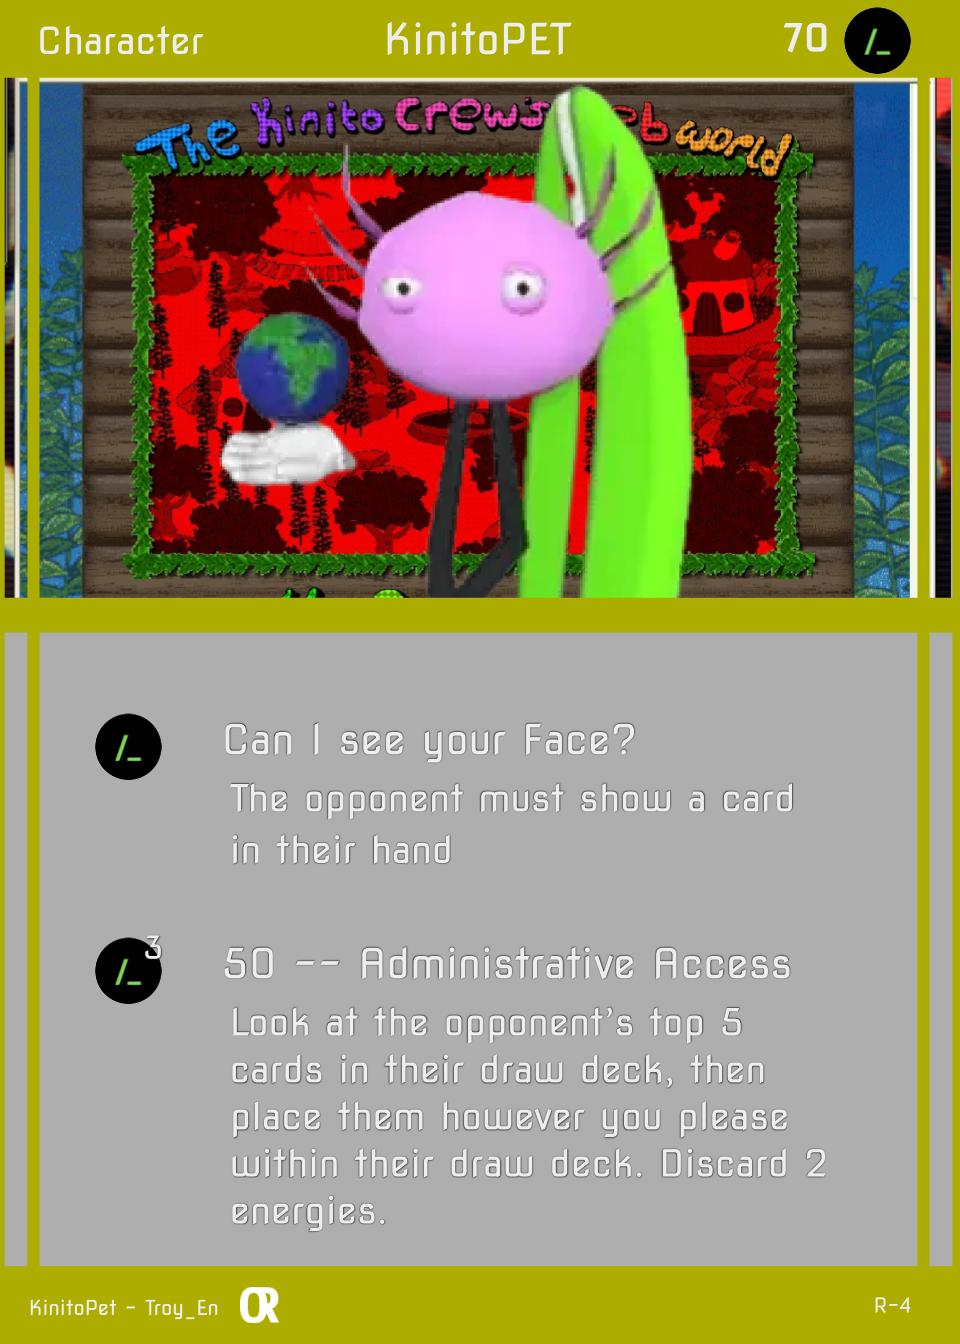 Character KinitoPET 70 /_
The Kinito Crew's world
/_ Can I see your Face?
The opponent must show a card
in their hand
/_ 3 50 -- Administrative Access
Look at the opponent's top 5
cards in their draw deck, then
place them however you please
within their draw deck. Discard 2
energies.
KinitoPet - Troy_En OR R-4